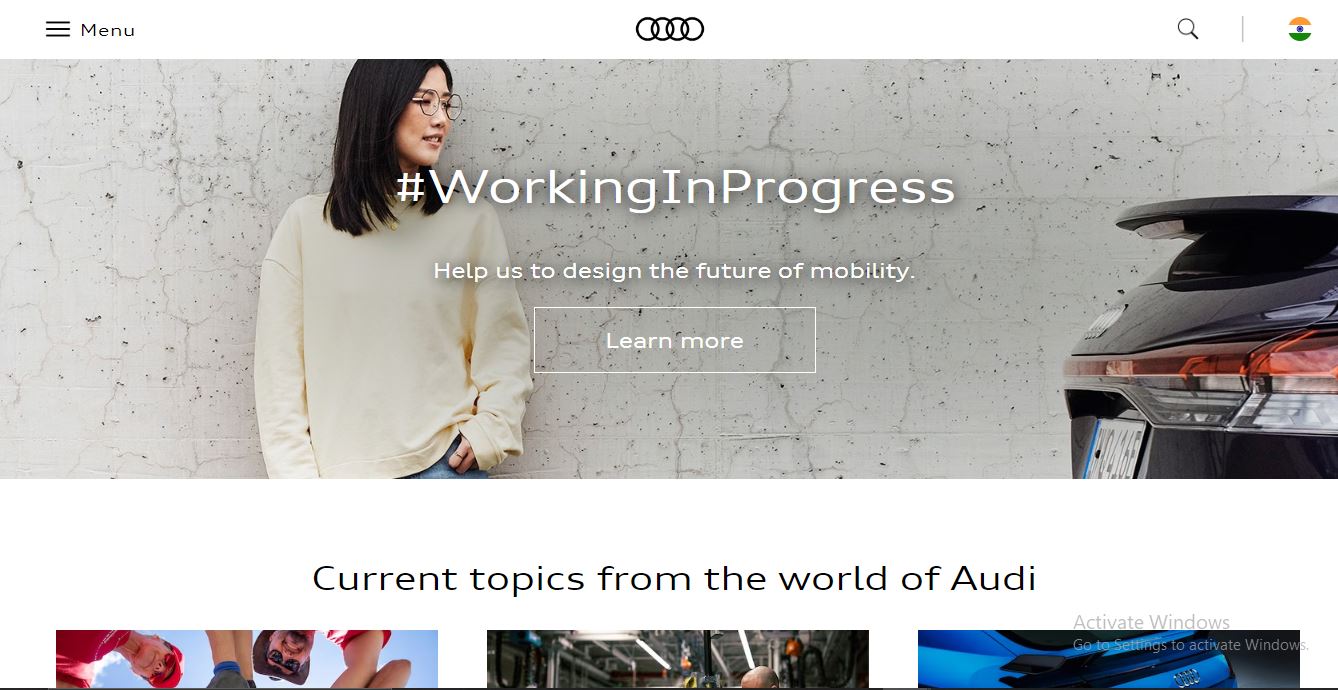 Menu
#WorkingInProgress
Help us to design the future of mobility.
Learn more
Current topics from the world of Audi
Activate Windows
Go to Settings to activate Windows.